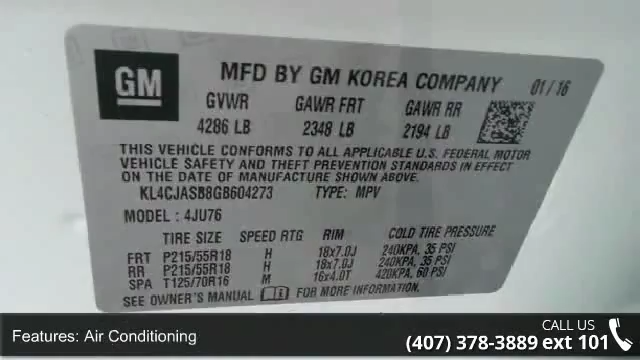 GM
MFD BY GM KOREA COMPANY 01/16
GVWR GAWR FRT GAWR RR
4286 LB 2348 LB 2194 LB
THIS VEHICLE CONFORMS TO ALL APPLICABLE U.S. FEDERAL MOTOR
VEHICLE SAFETY AND THEFT PREVENTION STANDARDS IN EFFECT
ON THE DATE OF MANUFACTURE SHOWN ABOVE.
KL4CJASB8GB604273 TYPE: MPV
MODEL : 4JU76
TIRE SIZE SPEED RTG RIM COLD TIRE PRESSURE
FRT P215/55R18 H 18x7.0J 240KPA, 35 PSI
RR P215/55R18 H 18x7.0J 240KPA, 35 PSI
SPA T125/70R16 M 16x4.0T 420KPA, 60 PSI
SEE OWNER'S MANUAL FOR MORE INFORMATION.
CALL US
Features: Air Conditioning
(407) 378-3889 ext 101